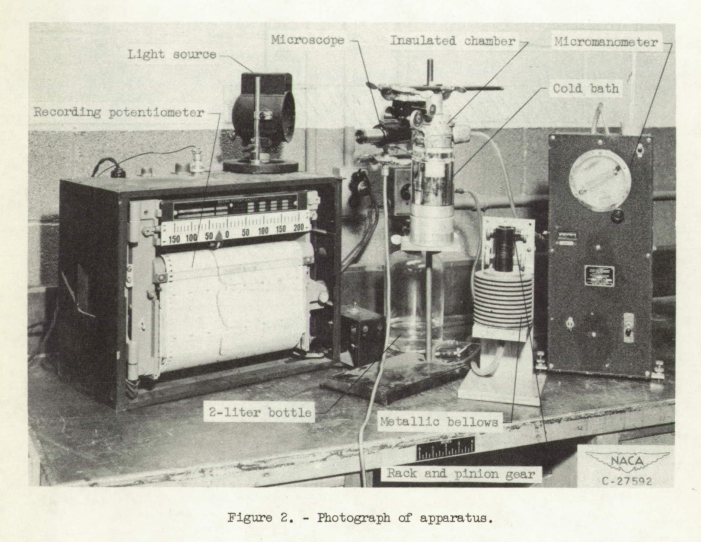 Microscope
Insulated chamber
Micromanometer
Light source
Cold bath
Recording potentiometer
150 100 50 0 50 100 150 200
2-liter bottle
Metallic bellows
Rack and pinion gear
NACA
C-27592
Figure 2. - Photograph of apparatus.